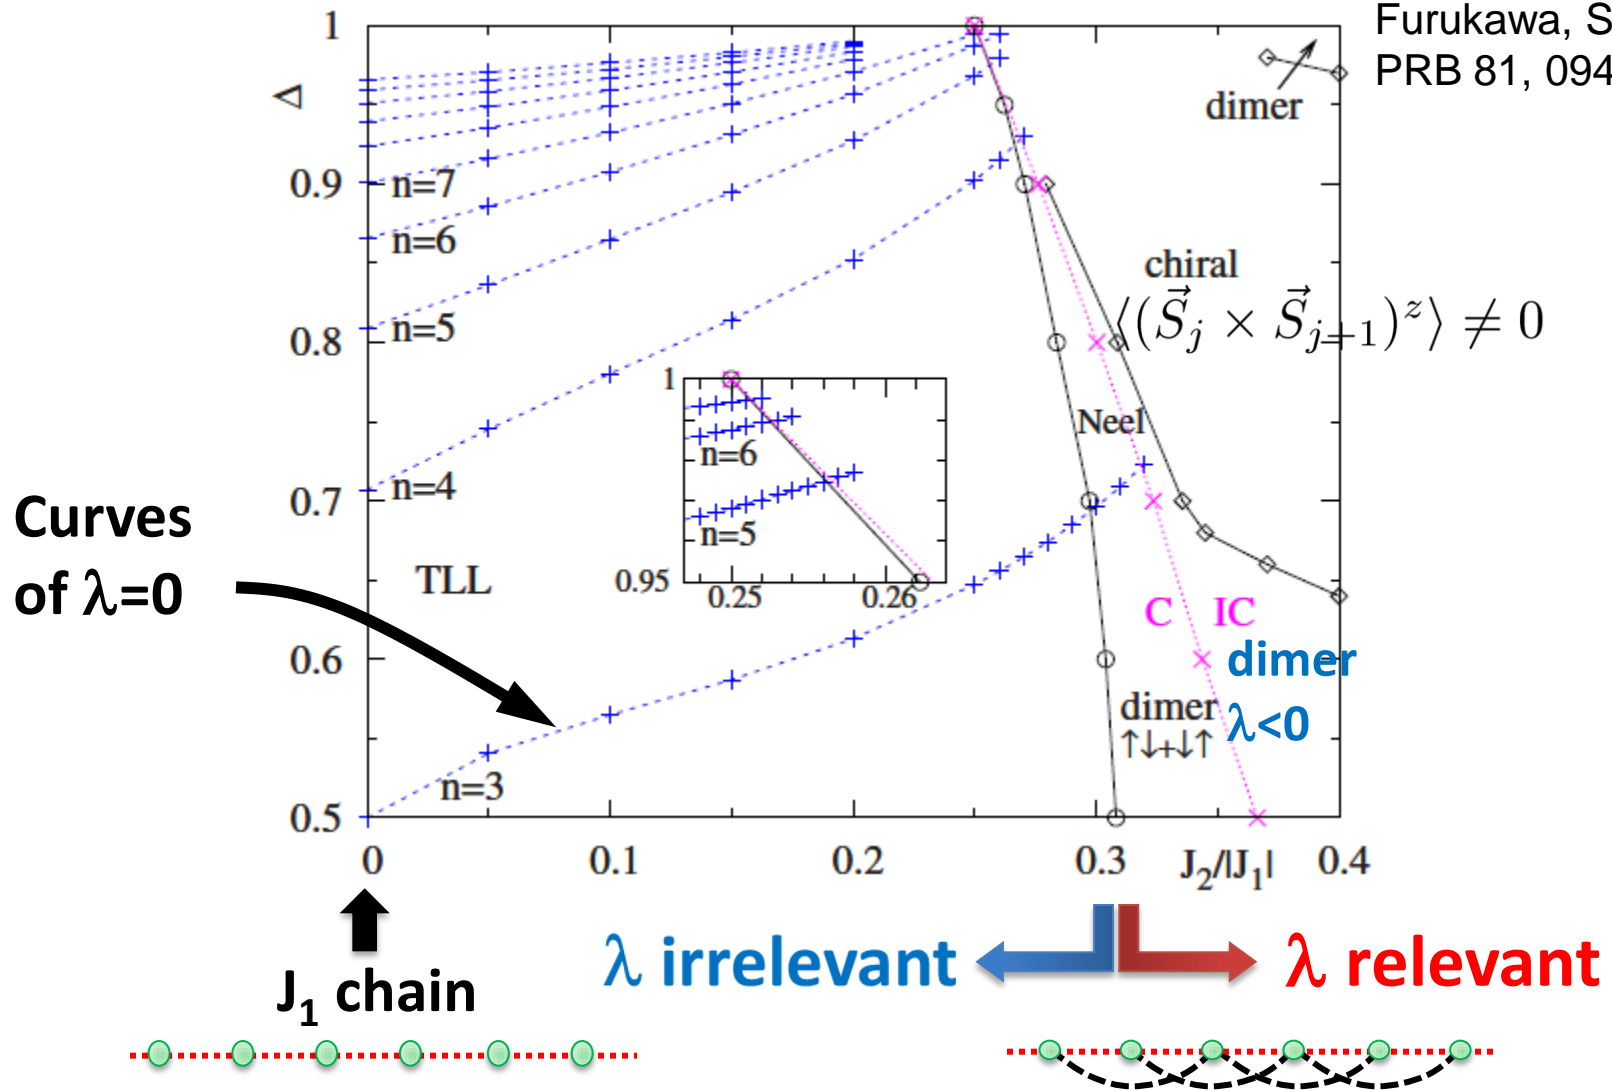 Furukawa, S
PRB 81, 094
1
Δ
dimer
0.9
n=7
n=6
chiral
n=5
⟨(S⃗ⱼ × S⃗ⱼ₊₁)ᶻ⟩ ≠ 0
0.8
1
Neel
n=6
n=4
0.7
n=5
Curves
of λ=0
TLL
0.95
0.25
0.26
C
IC
0.6
dimer
dimer
λ<0
↑↓+↓↑
n=3
0.5
0
0.1
0.2
0.3
J₂/|J₁|
0.4
λ irrelevant
λ relevant
J₁ chain